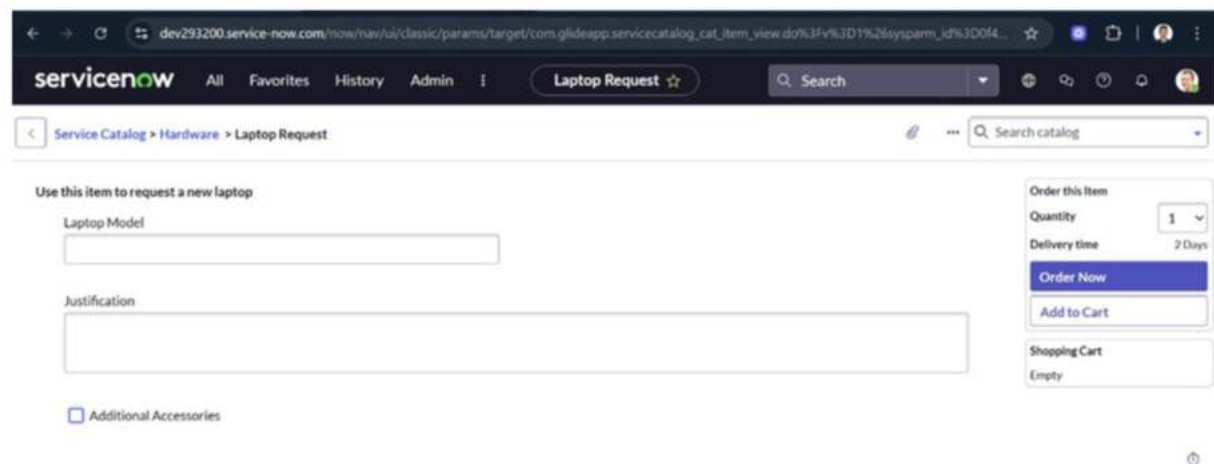 dev293200.service-now.com/now/nav/ui/classic/params/target/com.glideapp.servicecatalog_cat_item_view.do%3Fv%3D1%26sysparm_id%3D0f4...
servicenow All Favorites History Admin Laptop Request Search
Service Catalog > Hardware > Laptop Request Search catalog
Use this item to request a new laptop
Laptop Model
Justification
Additional Accessories
Order this Item
Quantity 1
Delivery time 2 Days
Order Now
Add to Cart
Shopping Cart
Empty